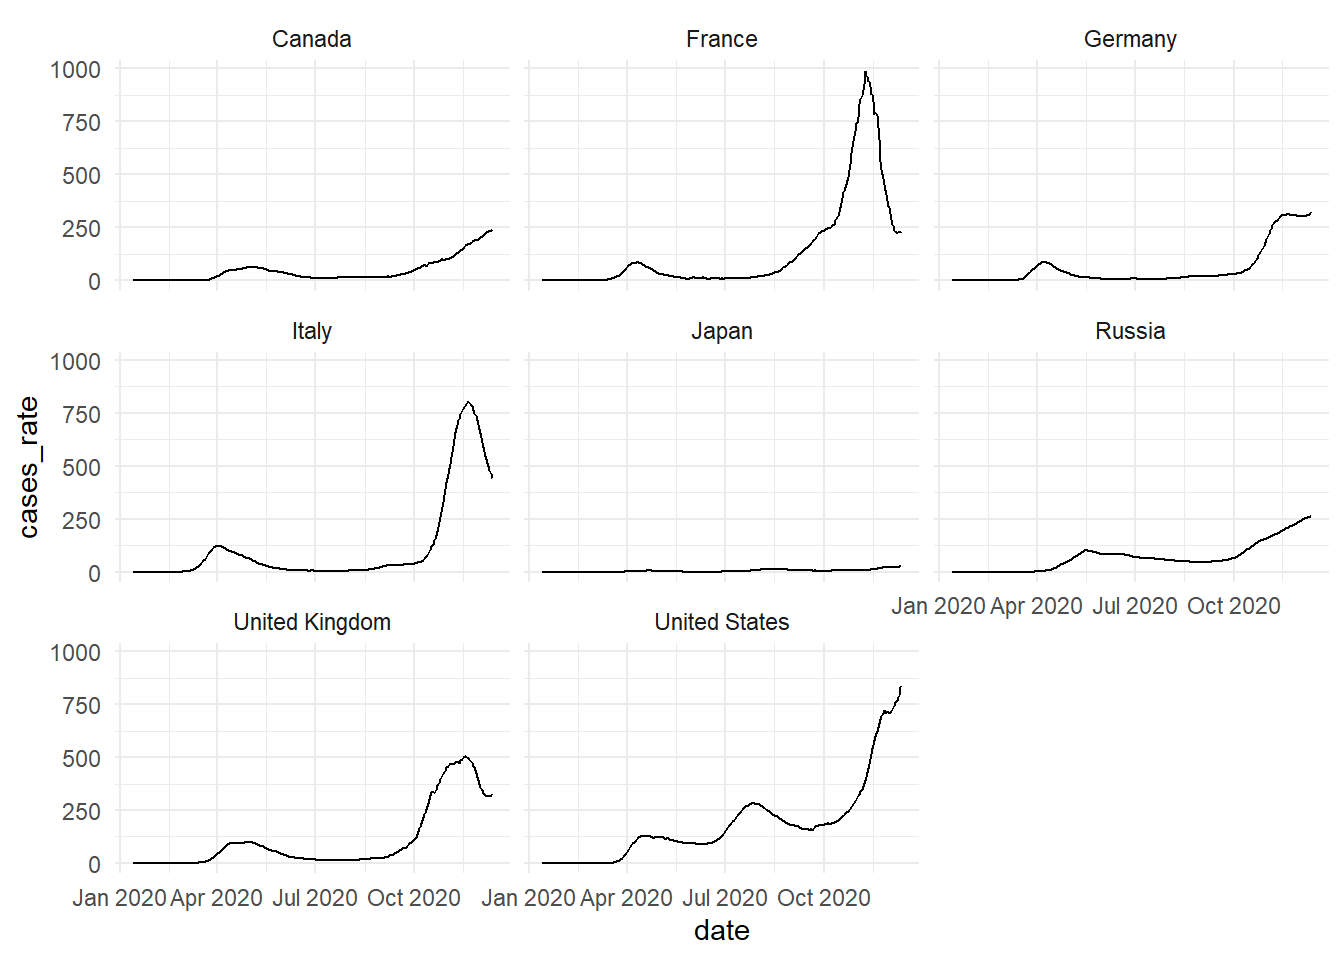 Canada France Germany
1000
750
500
250
0
Italy Japan Russia
1000
750
500
250
0
Jan 2020 Apr 2020 Jul 2020 Oct 2020
United Kingdom United States
1000
750
500
250
0
Jan 2020 Apr 2020 Jul 2020 Oct 2020 Jan 2020 Apr 2020 Jul 2020 Oct 2020
date
cases_rate